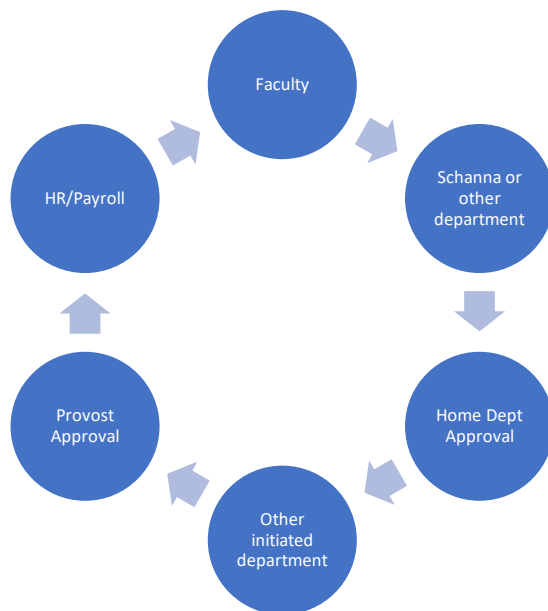 Faculty
Schanna or
other
department
Home Dept
Approval
Other
initiated
department
Provost
Approval
HR/Payroll